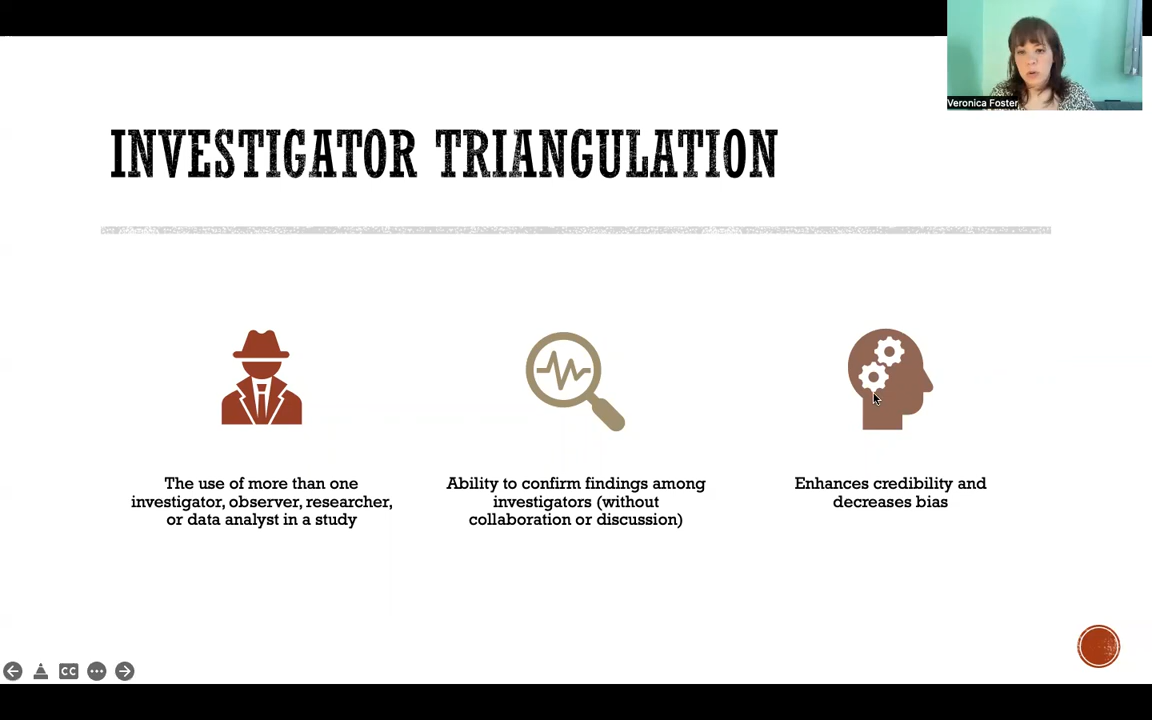 Veronica Foster
INVESTIGATOR TRIANGULATION
The use of more than one
investigator, observer, researcher,
or data analyst in a study
Ability to confirm findings among
investigators (without
collaboration or discussion)
Enhances credibility and
decreases bias
CC